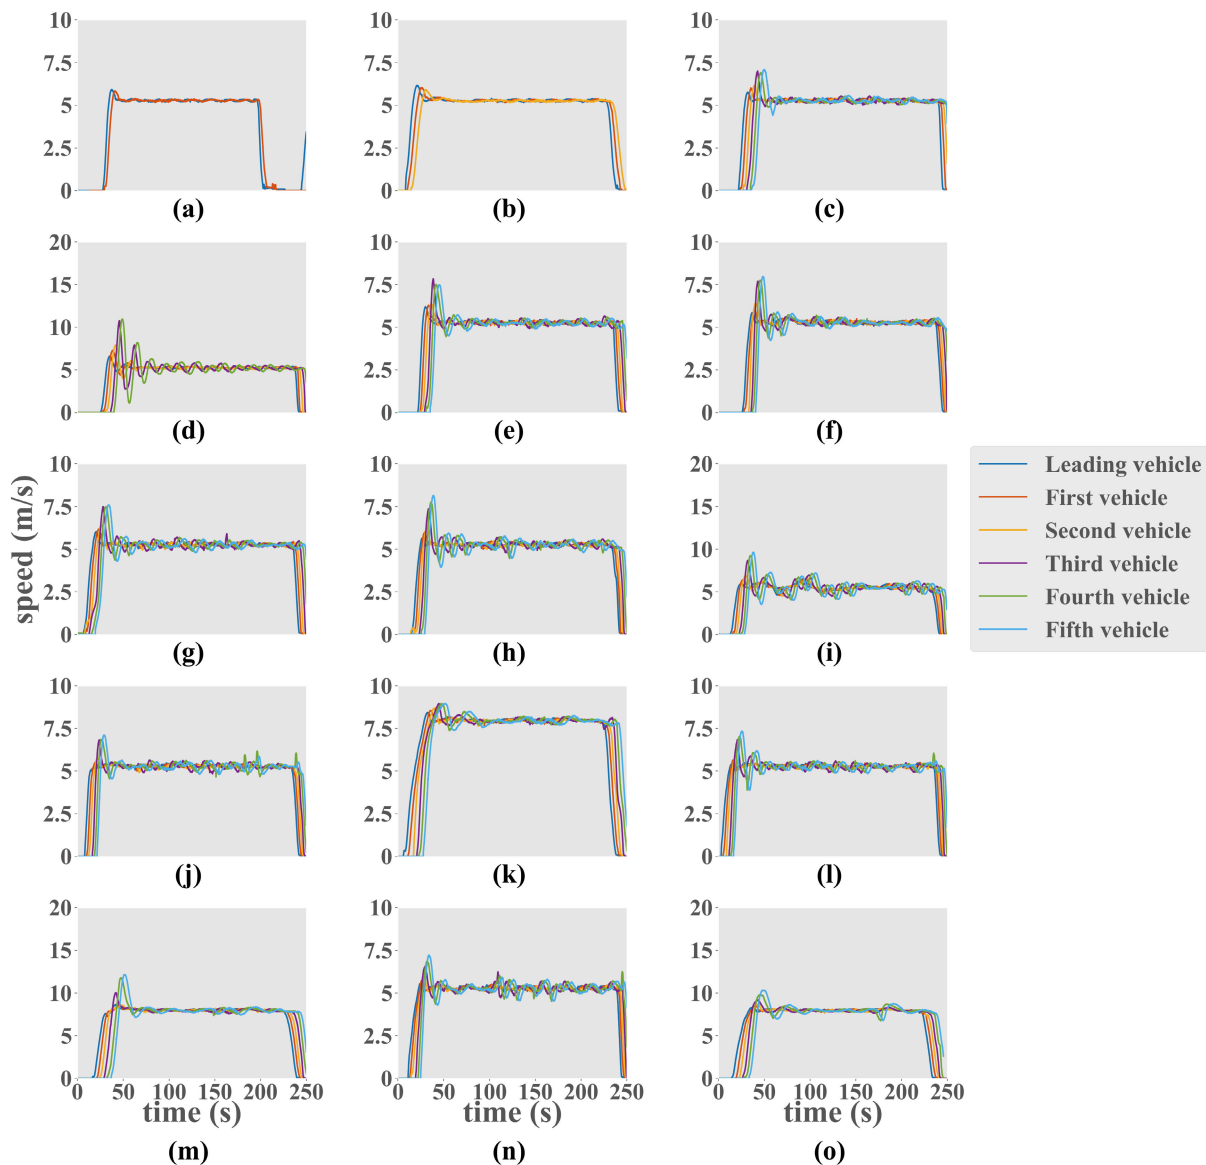 10 10 10
7.5 7.5 7.5
5 5 5
2.5 2.5 2.5
0 0 0
(a) (b) (c)
20 10 10
15 7.5 7.5
10 5 5
5 2.5 2.5
0 0 0
(d) (e) (f)
10 10 20
7.5 7.5 15
5 5 10
2.5 2.5 5
0 0 0
(g) (h) (i)
speed (m/s)
Leading vehicle
First vehicle
Second vehicle
Third vehicle
Fourth vehicle
Fifth vehicle
10 10 10
7.5 7.5 7.5
5 5 5
2.5 2.5 2.5
0 0 0
(j) (k) (l)
20 10 20
15 7.5 15
10 5 10
5 2.5 5
0 0 0
0 50 100 150 200 250 0 50 100 150 200 250 0 50 100 150 200 250
time (s) time (s) time (s)
(m) (n) (o)